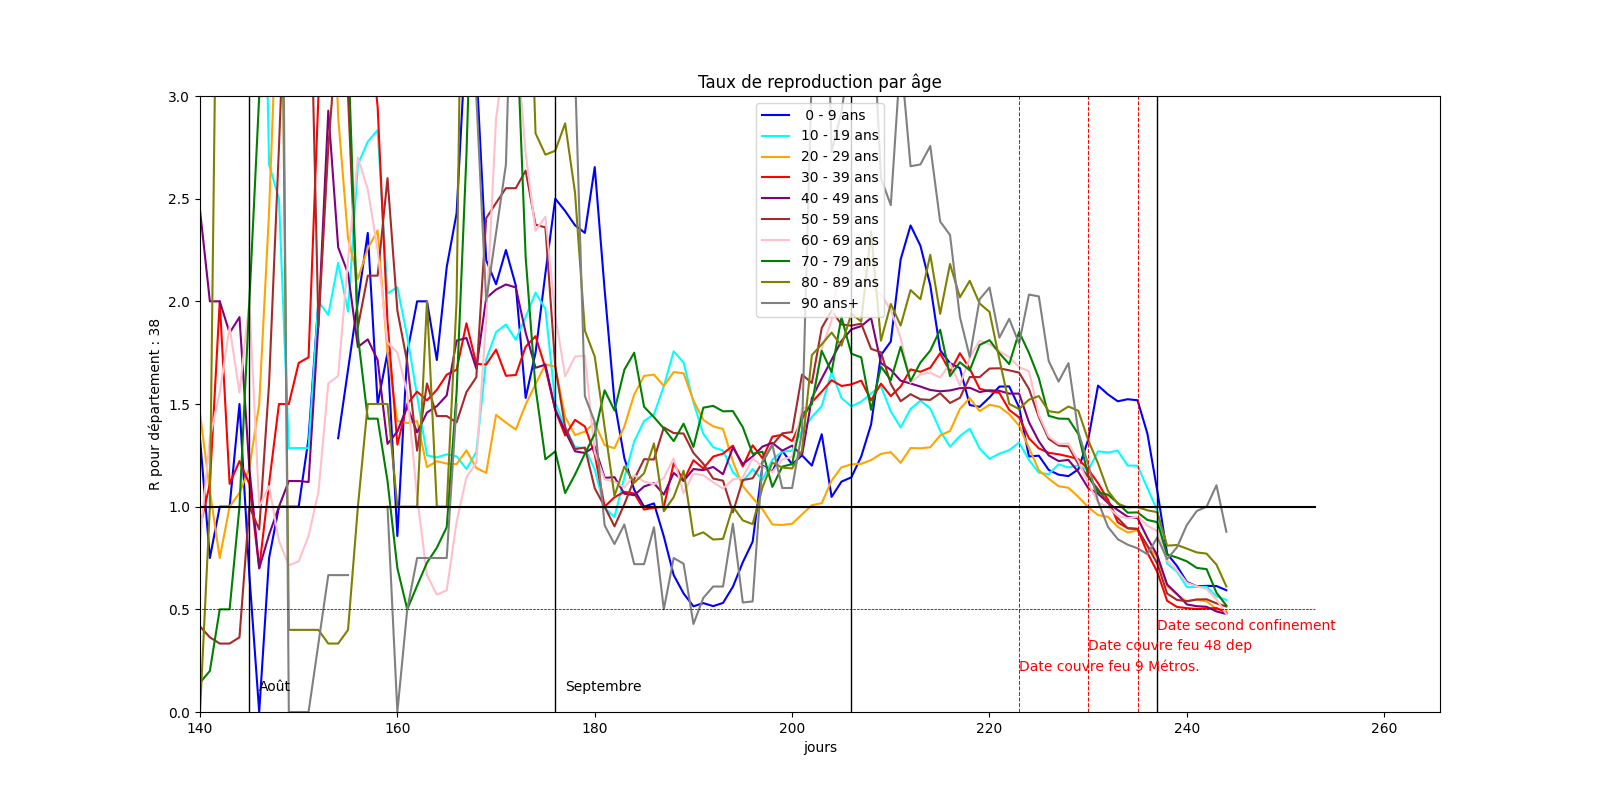 Taux de reproduction par âge
R pour département : 38
3.0
2.5
2.0
1.5
1.0
0.5
0.0
0 - 9 ans
10 - 19 ans
20 - 29 ans
30 - 39 ans
40 - 49 ans
50 - 59 ans
60 - 69 ans
70 - 79 ans
80 - 89 ans
90 ans+
Date second confinement
Date couvre feu 48 dep
Date couvre feu 9 Métros.
Août
Septembre
140 160 180 200 220 240 260
jours